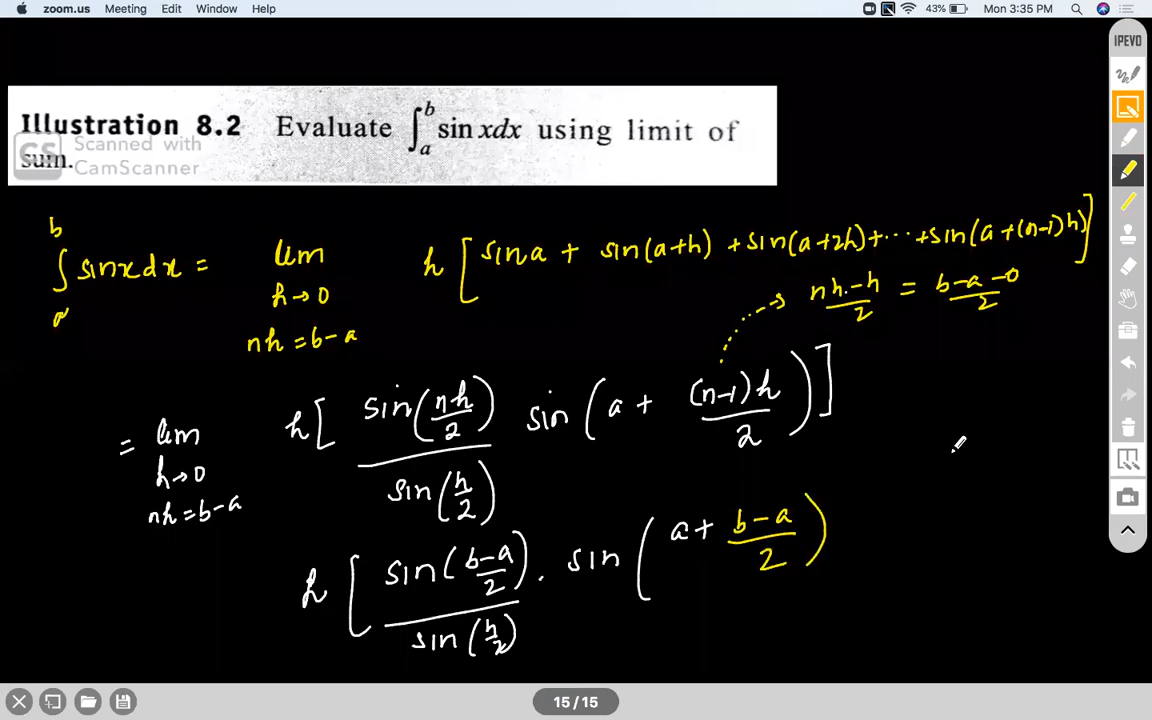 zoom.us Meeting Edit Window Help 43% Mon 3:35 PM
IPEVO
Illustration 8.2 Evaluate ∫_a^b sin xdx using limit of
sum.
CS Scanned with
CamScanner
∫_a^b sinx dx = lim h→0 nh = b-a h [ sina + sin(a+h) + sin(a+2h) + ... + sin(a+(n-1)h) ]
(nh-h)/2 = (b-a-0)/2
= lim h→0 nh = b-a h [ sin(nh/2) / sin(h/2) sin(a + (n-1)h/2) ]
h [ sin(b-a/2) / sin(h/2) . sin(a + b-a/2)
15/15